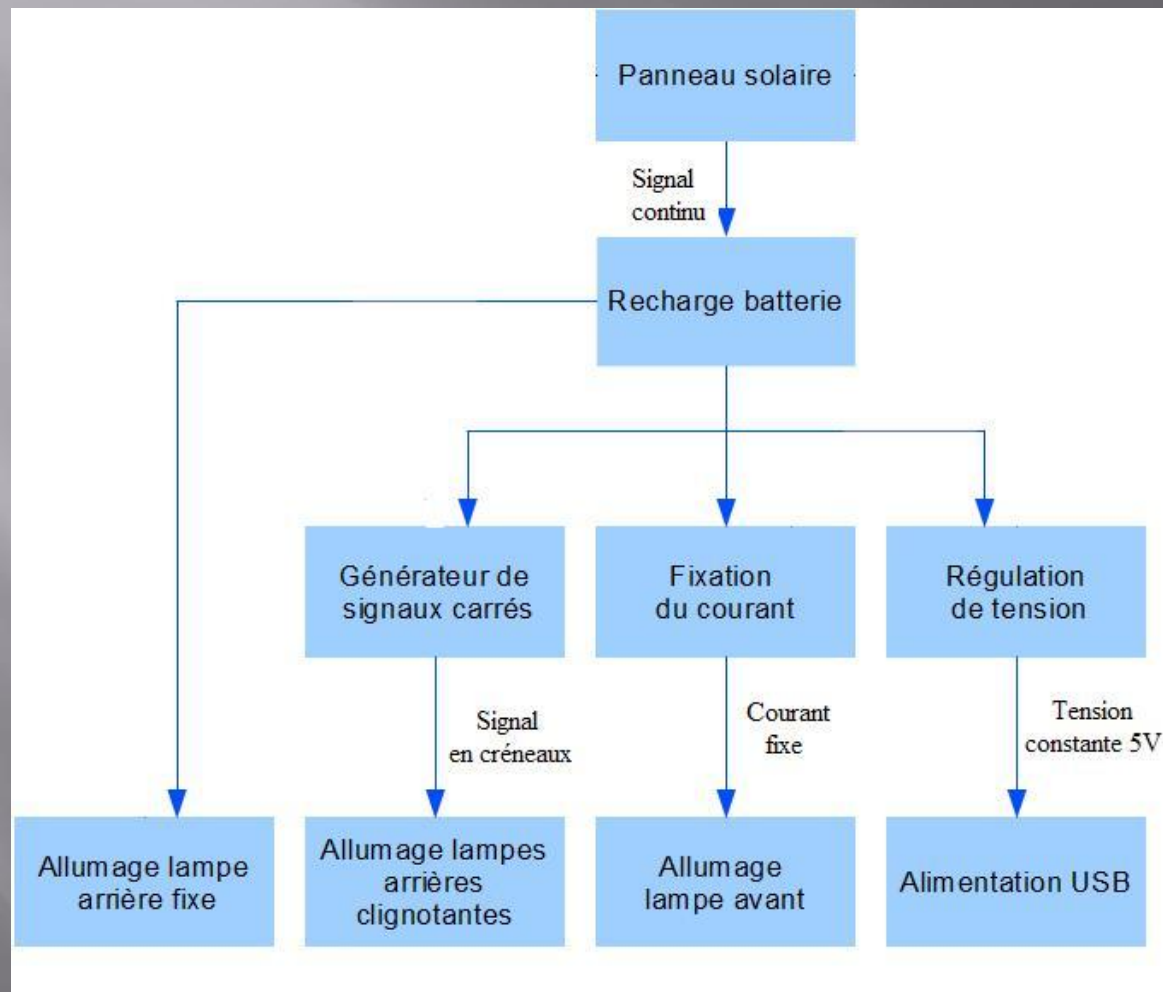 Panneau solaire
Signal
continu
Recharge batterie
Générateur de
signaux carrés
Fixation
du courant
Régulation
de tension
Signal
en créneaux
Courant
fixe
Tension
constante 5V
Allumage lampe
arrière fixe
Allumage lampes
arrières
clignotantes
Allumage
lampe avant
Alimentation USB